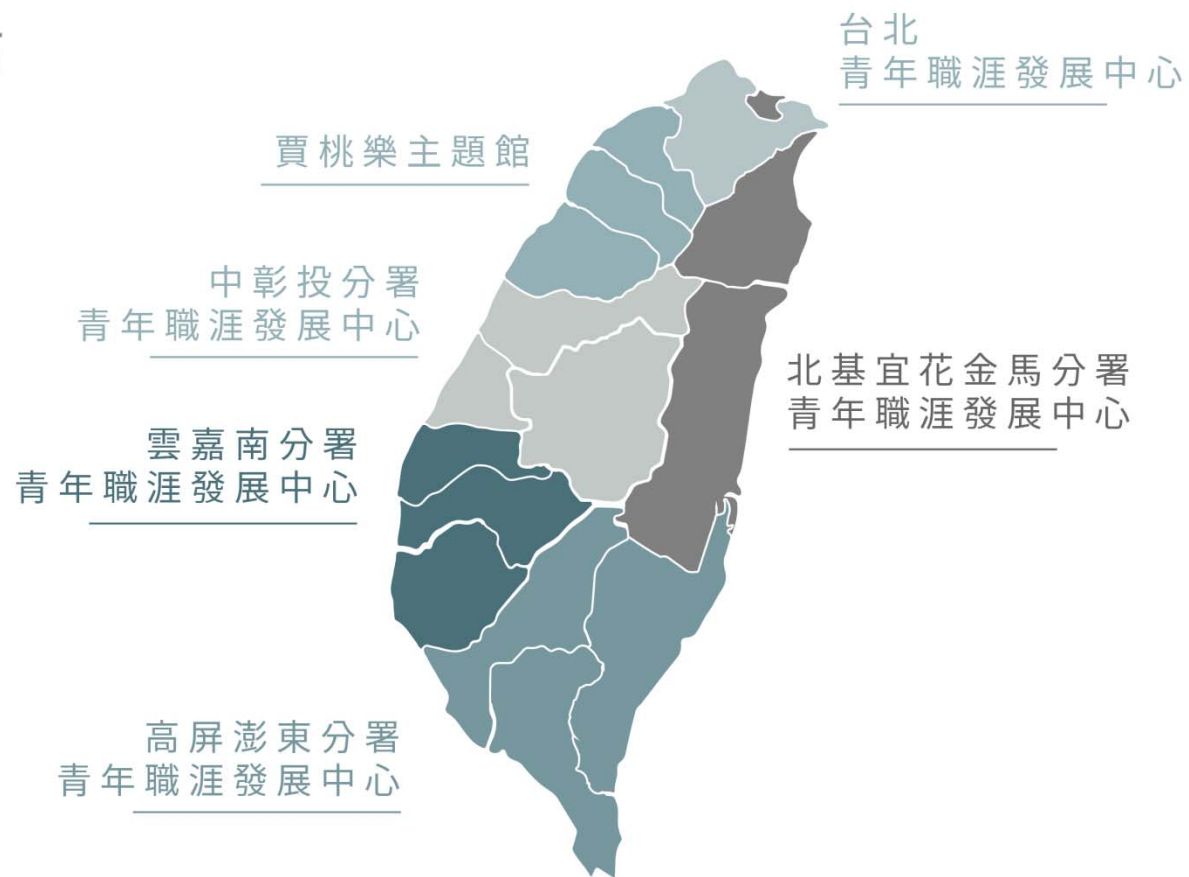 台北
青年職涯發展中心
賈桃樂主題館
中彰投分署
青年職涯發展中心
北基宜花金馬分署
青年職涯發展中心
雲嘉南分署
青年職涯發展中心
高屏澎東分署
青年職涯發展中心